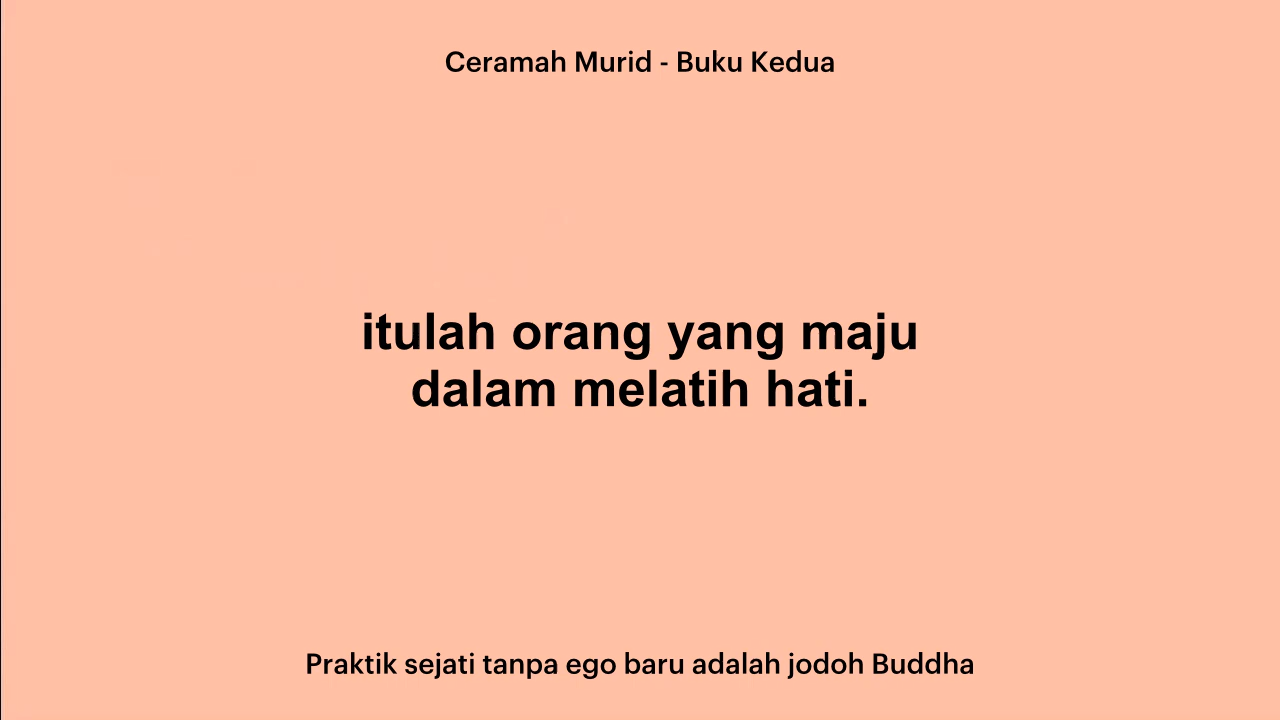 Ceramah Murid - Buku Kedua
itulah orang yang maju
dalam melatih hati.
Praktik sejati tanpa ego baru adalah jodoh Buddha